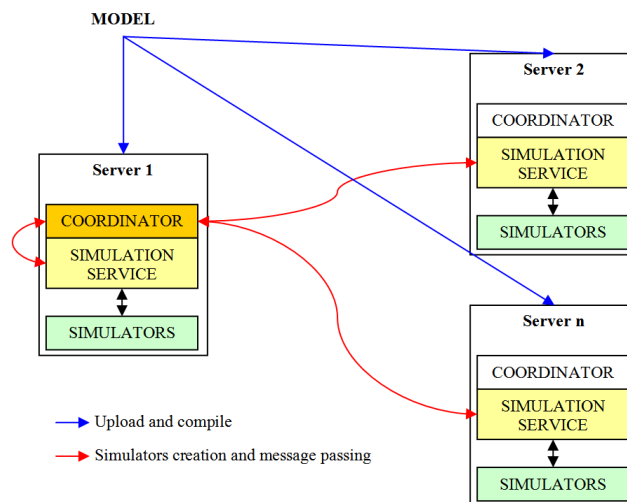 MODEL
Server 1
COORDINATOR
SIMULATION
SERVICE
SIMULATORS
Server 2
COORDINATOR
SIMULATION
SERVICE
SIMULATORS
Server n
COORDINATOR
SIMULATION
SERVICE
SIMULATORS
Upload and compile
Simulators creation and message passing